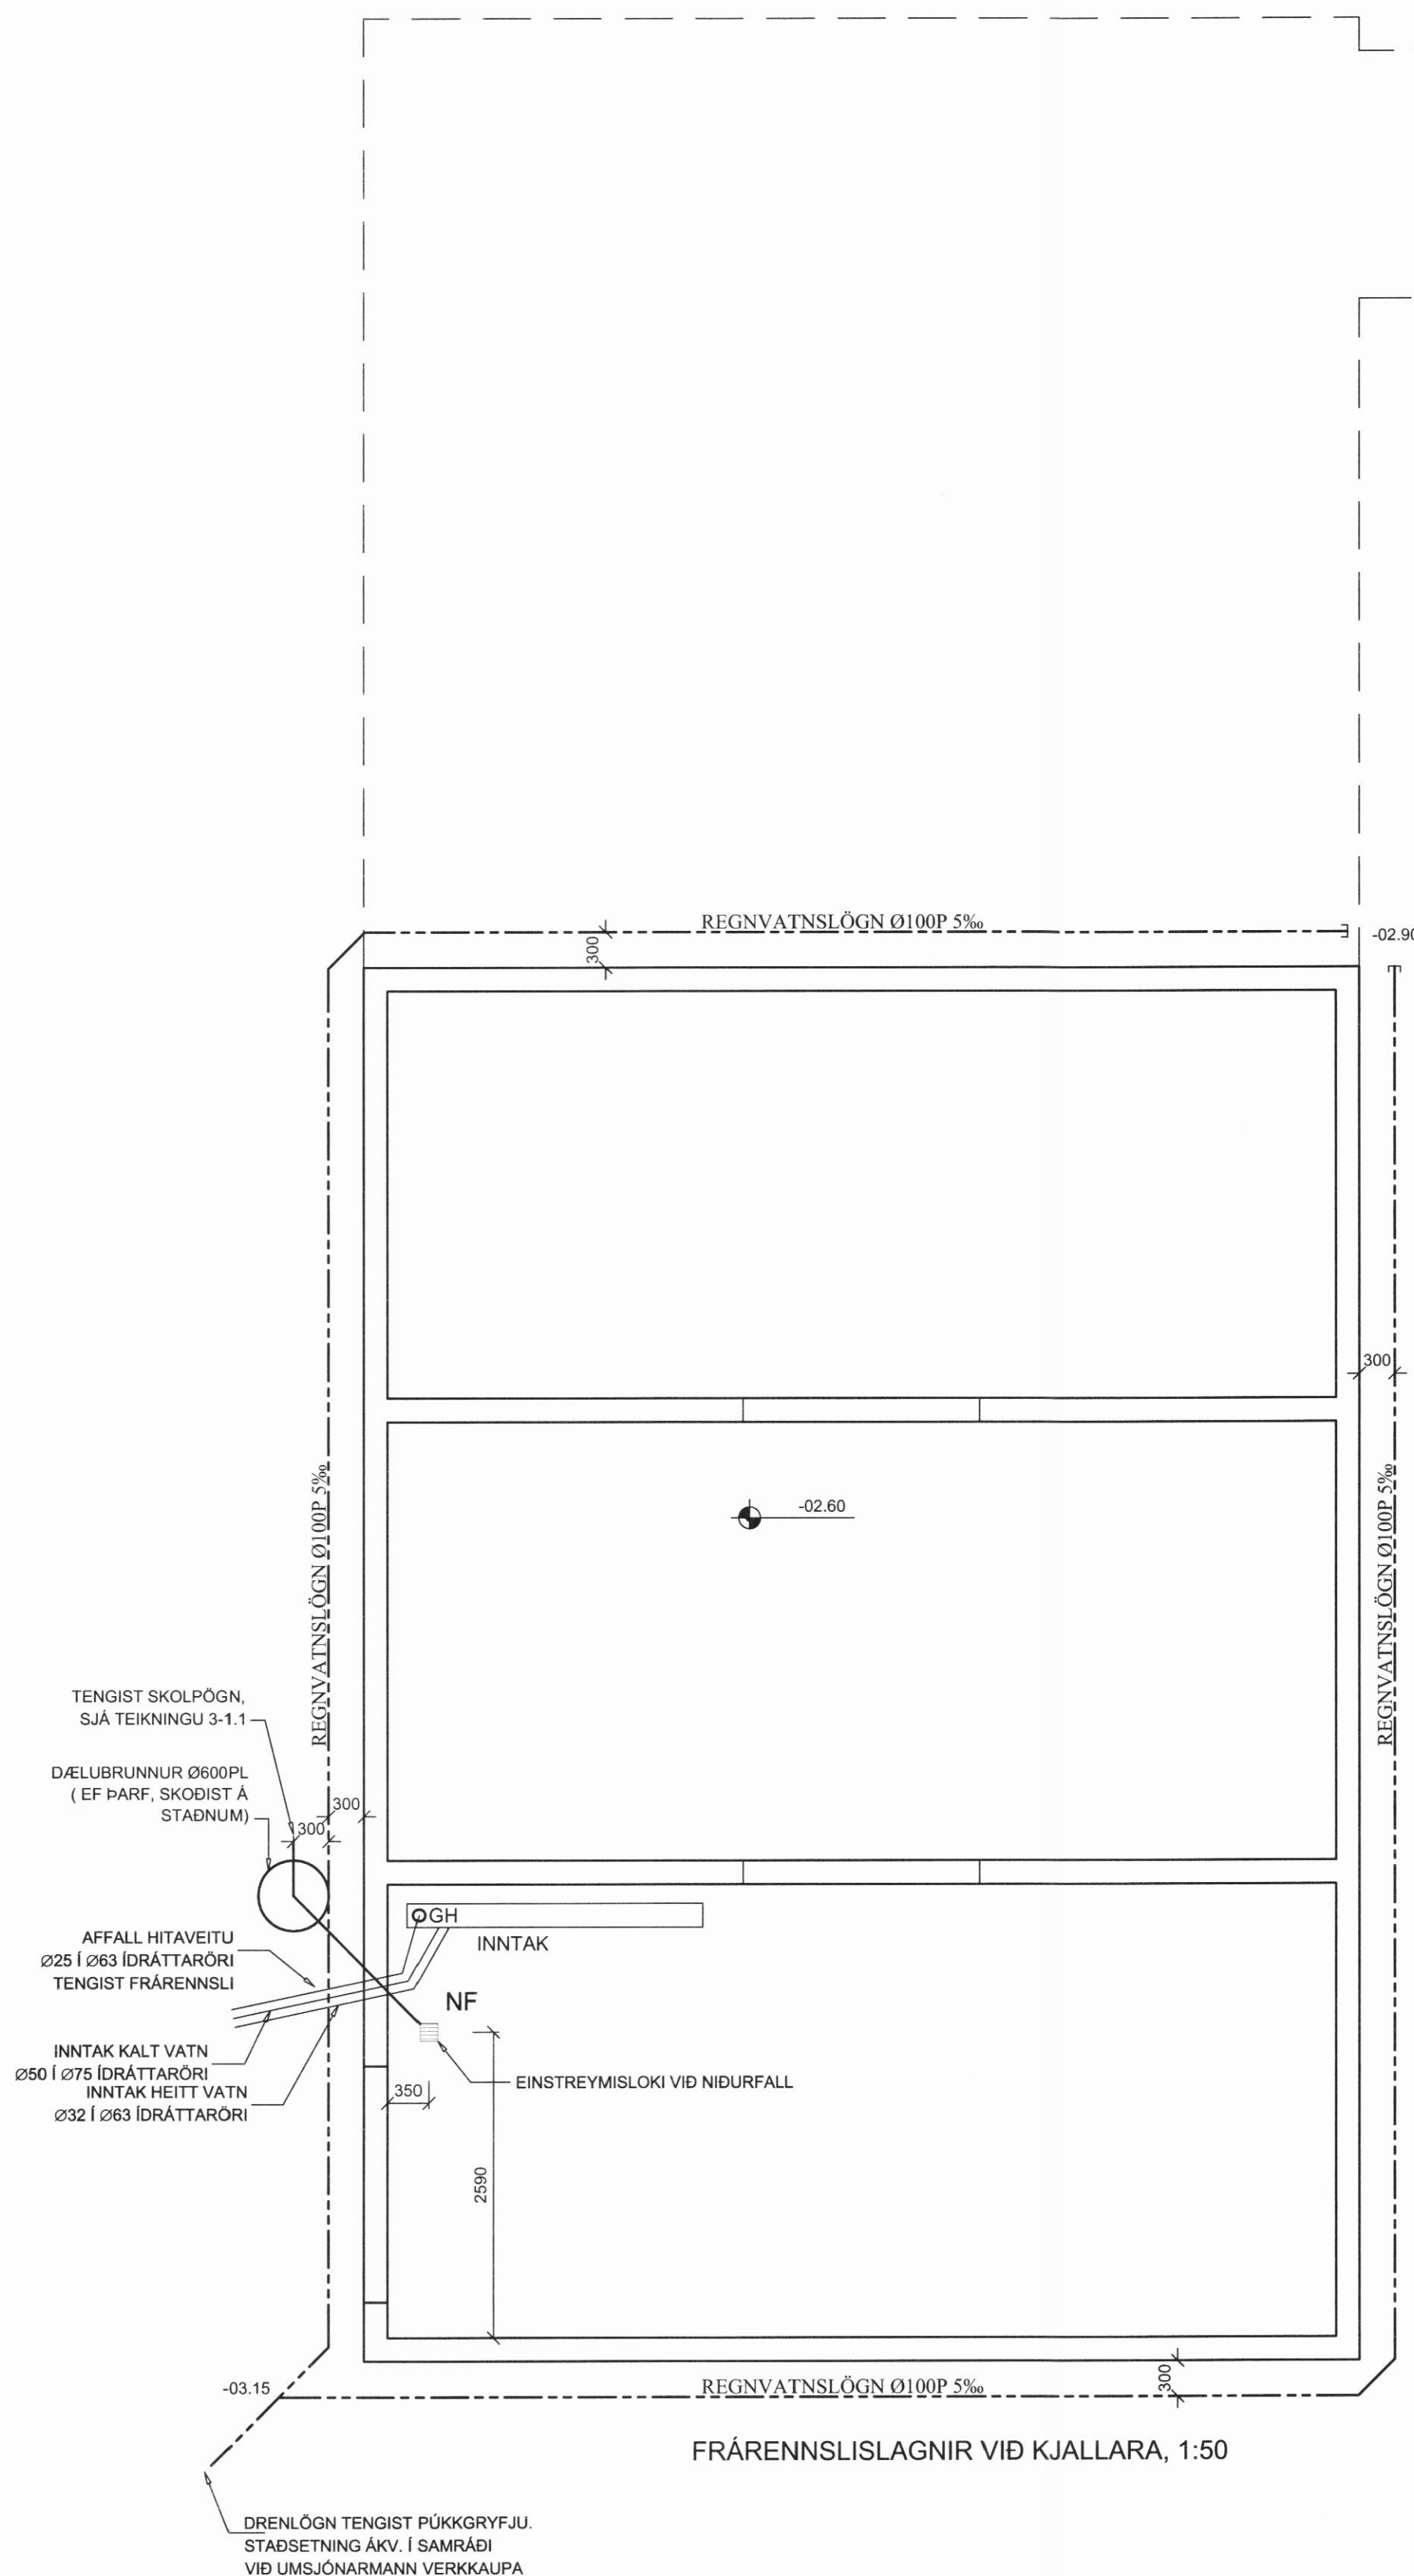 REGNVATNSLÖGN Ø100P 5‰
-02.90
300
300
REGNVATNSLÖGN Ø100P 5‰
REGNVATNSLÖGN Ø100P 5‰
-02.60
TENGIST SKOLPÖGN,
SJÁ TEIKNINGU 3-1.1
DÆLUBRUNNUR Ø600PL
( EF ÞARF, SKOÐIST Á
STAÐNUM)
300
300
OGH
INNTAK
AFFALL HITAVEITU
Ø25 Í Ø63 ÍDRÁTTARÖRI
TENGIST FRÁRENNSLI
NF
INNTAK KALT VATN
Ø50 Í Ø75 ÍDRÁTTARÖRI
INNTAK HEITT VATN
Ø32 Í Ø63 ÍDRÁTTARÖRI
EINSTREYMISLOKI VIÐ NIÐURFALL
350
2590
-03.15
REGNVATNSLÖGN Ø100P 5‰
300
FRÁRENNSLISLAGNIR VIÐ KJALLARA, 1:50
DRENLÖGN TENGIST PÚKKGRYFJU.
STAÐSETNING ÁKV. Í SAMRÁÐI
VIÐ UMSJÓNARMANN VERKKAUPA